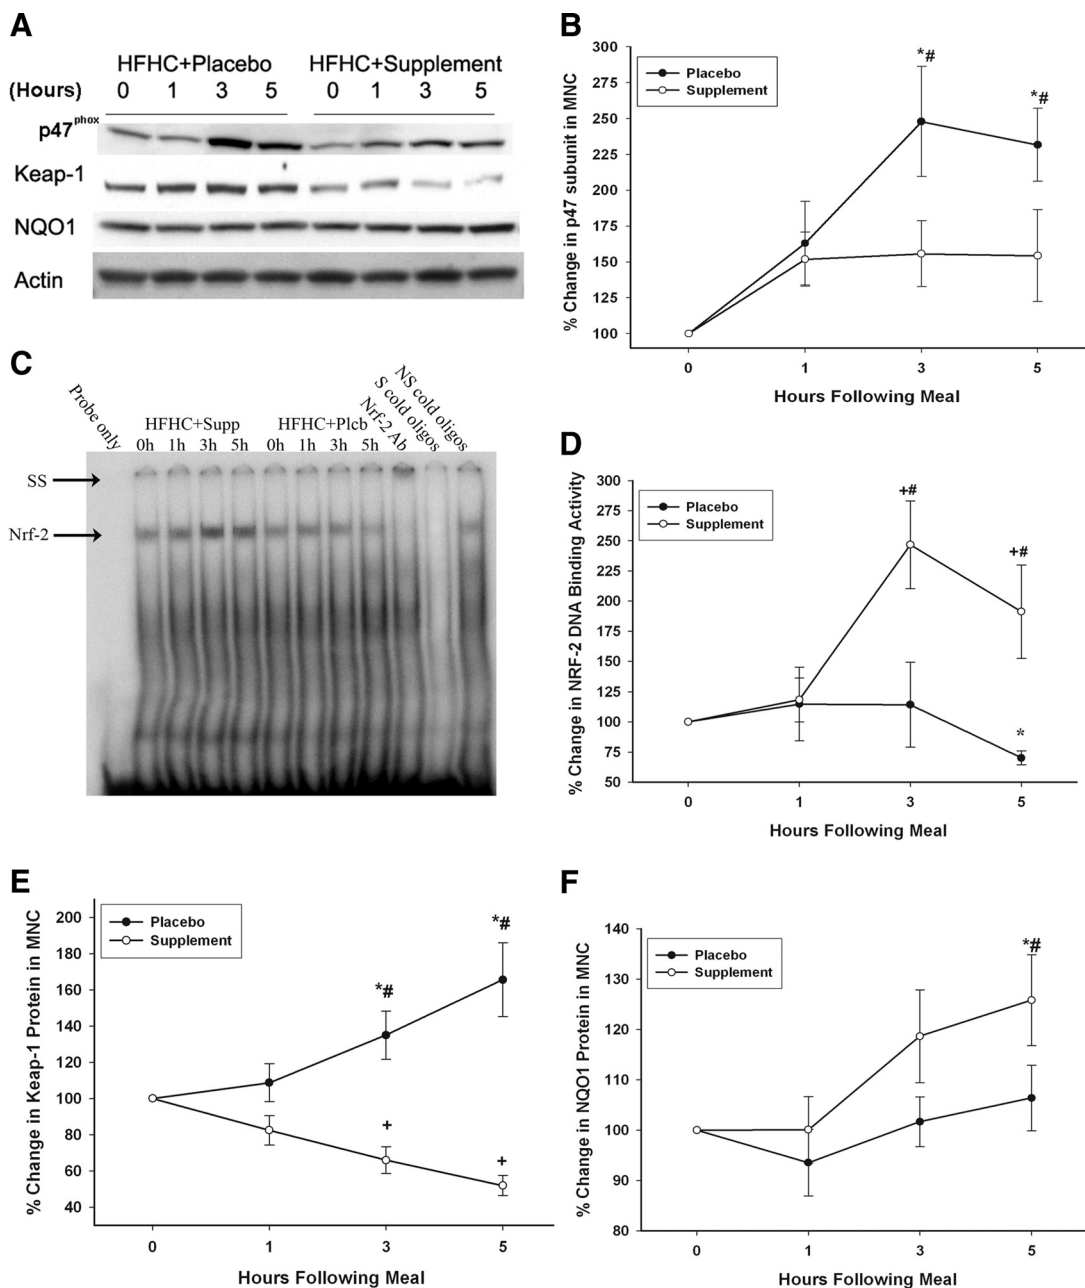 A
HFHC+Placebo HFHC+Supplement
(Hours) 0 1 3 5 0 1 3 5
p47phox
Keap-1
NQO1
Actin
B
% Change in p47 subunit in MNC
300
275
250
225
200
175
150
125
100
Placebo
Supplement
*#
*#
0 1 3 5
Hours Following Meal
C
Probe only
HFHC+Supp HFHC+Plcb
0h 1h 3h 5h 0h 1h 3h 5h
Nrf-2 Ab
S cold oligos
NS cold oligos
SS
Nrf-2
D
% Change in NRF-2 DNA Binding Activity
300
275
250
225
200
175
150
125
100
75
50
Placebo
Supplement
+#
+#
*
0 1 3 5
Hours Following Meal
E
% Change in Keap-1 Protein in MNC
200
180
160
140
120
100
80
60
40
Placebo
Supplement
*#
*#
+
+
0 1 3 5
Hours Following Meal
F
% Change in NQO1 Protein in MNC
140
130
120
110
100
90
80
Placebo
Supplement
*#
0 1 3 5
Hours Following Meal